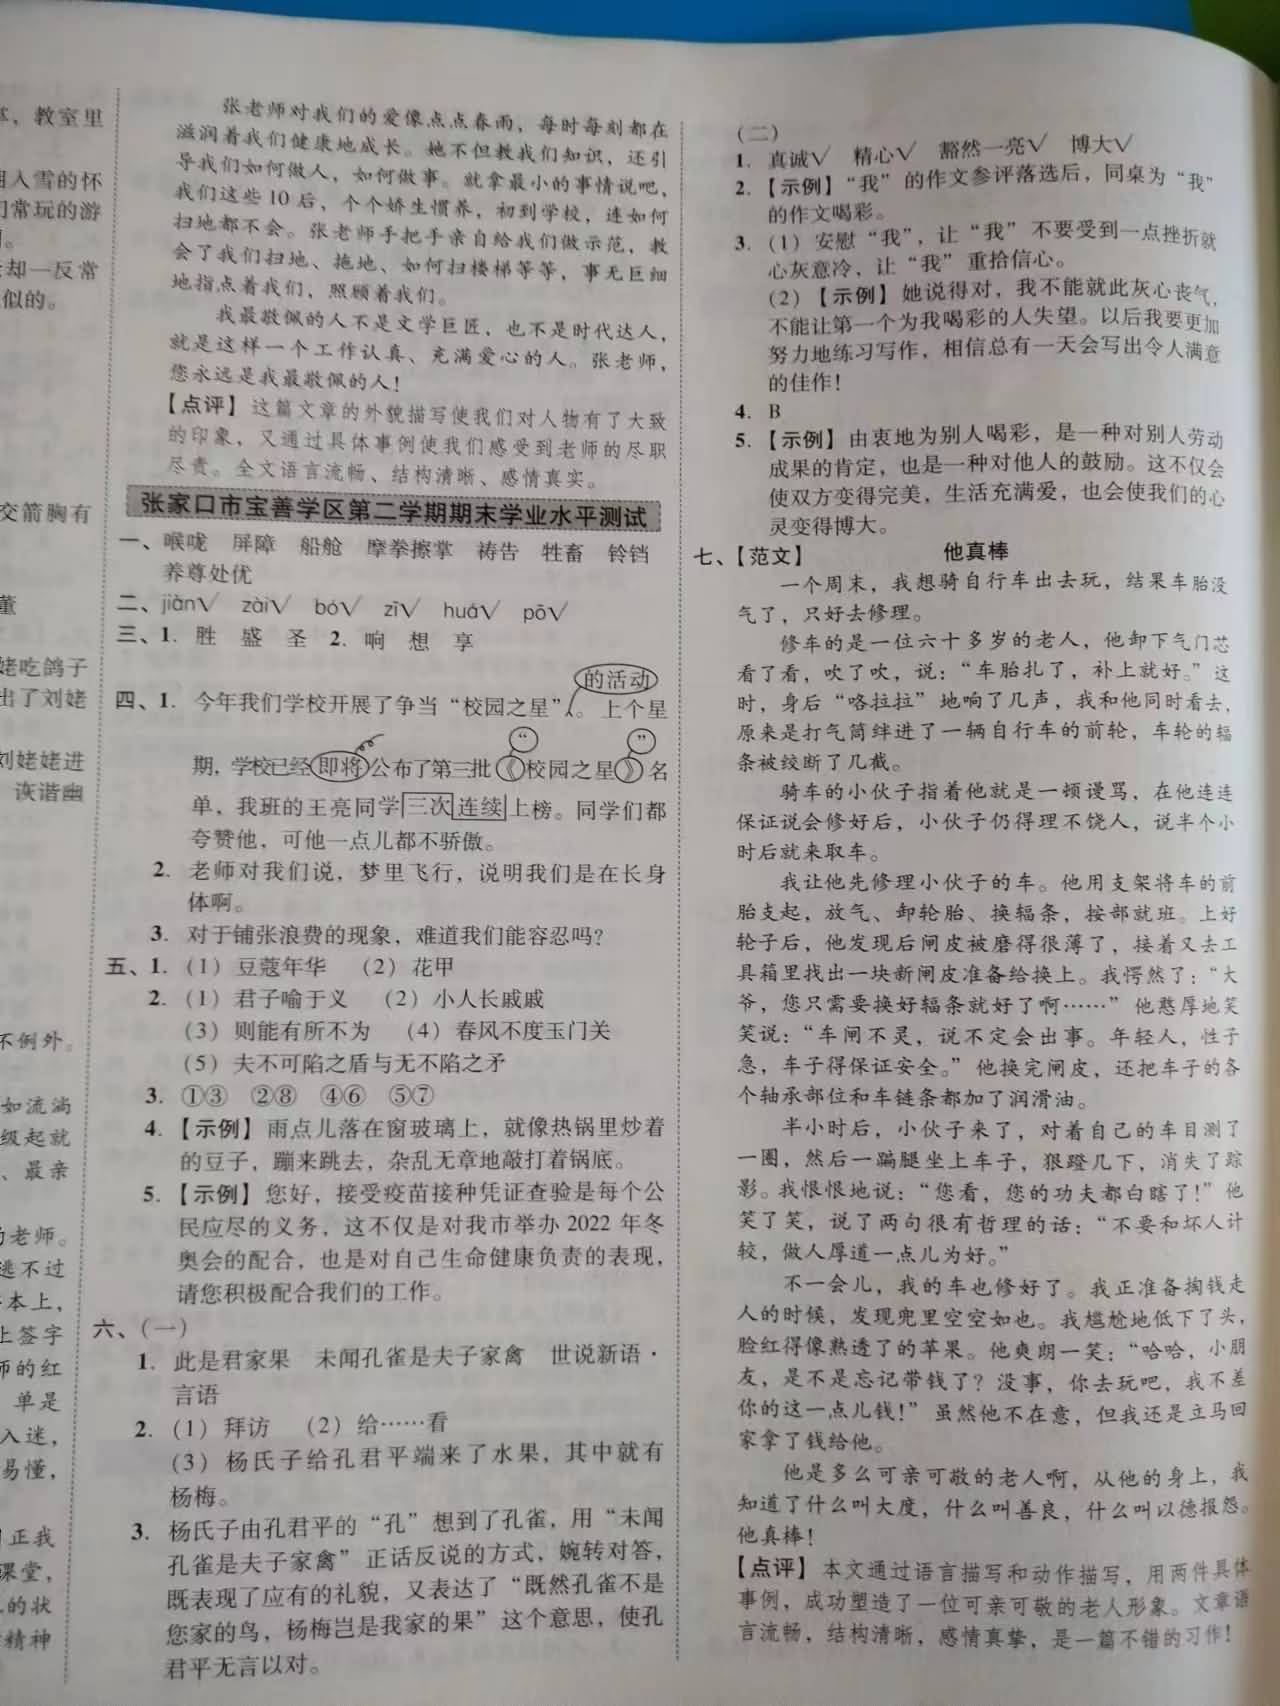 掌，教室里
雪的怀
们常玩的游
却一反常
似的。
交箭胸有
董
姥吃鸽子
出了刘姥
刘姥姥进
诙谐幽
不例外。
如流淌
级起就
、最亲
老师。
逃不过
本上，
上签字
师的红
单是
入迷，
易懂，
正我
课堂，
的状
精神
张老师对我们的爱像点点春雨，每时每刻都在
滋润着我们健康地成长。她不但教我们知识，还引
导我们如何做人，如何做事。就拿最小的事情说吧，
我们这些10后，个个娇生惯养，初到学校，连如何
扫地都不会。张老师手把手亲自给我们做示范，教
会了我们扫地、拖地、如何扫楼梯等等，事无巨细
地指点着我们，照顾着我们。
我最敬佩的人不是文学巨匠，也不是时代达人，
就是这样一个工作认真、充满爱心的人。张老师，
您永远是我最敬佩的人！
【点评】这篇文章的外貌描写使我们对人物有了大致
的印象，又通过具体事例使我们感受到老师的尽职
尽责。全文语言流畅、结构清晰、感情真实。
张家口市宝善学区第二学期期末学业水平测试
一、喉咙 屏障 船舱 摩拳擦掌 祷告 牲畜 铃铛
养尊处优
二、jiàn√ zài√ bó√ zī√ huá√ pō√
三、1. 胜 盛 圣 2. 响 想 享
的活动
四、1. 今年我们学校开展了争当“校园之星”。上个星
“ ”
期，学校已经即将公布了第三批《校园之星》名
单，我班的王亮同学三次连续上榜。同学们都
夸赞他，可他一点儿都不骄傲。
2. 老师对我们说，梦里飞行，说明我们是在长身
体啊。
3. 对于铺张浪费的现象，难道我们能容忍吗？
五、1. （1）豆蔻年华 （2）花甲
2. （1）君子喻于义 （2）小人长戚戚
（3）则能有所不为 （4）春风不度玉门关
（5）夫不可陷之盾与无不陷之矛
3. ①③ ②⑧ ④⑥ ⑤⑦
4. 【示例】雨点儿落在窗玻璃上，就像热锅里炒着
的豆子，蹦来跳去，杂乱无章地敲打着锅底。
5. 【示例】您好，接受疫苗接种凭证查验是每个公
民应尽的义务，这不仅是对我市举办2022年冬
奥会的配合，也是对自己生命健康负责的表现，
请您积极配合我们的工作。
六、（一）
1. 此是君家果 未闻孔雀是夫子家禽 世说新语·
言语
2. （1）拜访 （2）给……看
（3）杨氏子给孔君平端来了水果，其中就有
杨梅。
3. 杨氏子由孔君平的“孔”想到了孔雀，用“未闻
孔雀是夫子家禽”正话反说的方式，婉转对答，
既表现了应有的礼貌，又表达了“既然孔雀不是
您家的鸟，杨梅岂是我家的果”这个意思，使孔
君平无言以对。
（二）
1. 真诚√ 精心√ 豁然一亮√ 博大√
2. 【示例】“我”的作文参评落选后，同桌为“我”
的作文喝彩。
3. （1）安慰“我”，让“我”不要受到一点挫折就
心灰意冷，让“我”重拾信心。
（2）【示例】她说得对，我不能就此灰心丧气，
不能让第一个为我喝彩的人失望。以后我要更加
努力地练习写作，相信总有一天会写出令人满意
的佳作！
4. B
5. 【示例】由衷地为别人喝彩，是一种对别人劳动
成果的肯定，也是一种对他人的鼓励。这不仅会
使双方变得完美，生活充满爱，也会使我们的心
灵变得博大。
七、【范文】 他真棒
一个周末，我想骑自行车出去玩，结果车胎没
气了，只好去修理。
修车的是一位六十多岁的老人，他卸下气门芯
看了看，吹了吹，说：“车胎扎了，补上就好。”这
时，身后“咯拉拉”地响了几声，我和他同时看去，
原来是打气筒绊进了一辆自行车的前轮，车轮的辐
条被绞断了几截。
骑车的小伙子指着他就是一顿谩骂，在他连连
保证说会修好后，小伙子仍得理不饶人，说半个小
时后就来取车。
我让他先修理小伙子的车。他用支架将车的前
胎支起，放气、卸轮胎、换辐条，按部就班。上好
轮子后，他发现后闸皮被磨得很薄了，接着又去工
具箱里找出一块新闸皮准备给换上。我愕然了：“大
爷，您只需要换好辐条就好了啊……”他憨厚地笑
笑说：“车闸不灵，说不定会出事。年轻人，性子
急，车子得保证安全。”他换完闸皮，还把车子的各
个轴承部位和车链条都加了润滑油。
半小时后，小伙子来了，对着自己的车目测了
一圈，然后一蹁腿坐上车子，狠蹬几下，消失了踪
影。我恨恨地说：“您看，您的功夫都白瞎了！”他
笑了笑，说了两句很有哲理的话：“不要和坏人计
较，做人厚道一点儿为好。”
不一会儿，我的车也修好了。我正准备掏钱走
人的时候，发现兜里空空如也。我尴尬地低下了头，
脸红得像熟透了的苹果。他爽朗一笑：“哈哈，小朋
友，是不是忘记带钱了？没事，你去玩吧，我不差
你的这一点儿钱！”虽然他不在意，但我还是立马回
家拿了钱给他。
他是多么可亲可敬的老人啊，从他的身上，我
知道了什么叫大度，什么叫善良，什么叫以德报怨。
他真棒！
【点评】本文通过语言描写和动作描写，用两件具体
事例，成功塑造了一位可亲可敬的老人形象。文章语
言流畅，结构清晰，感情真挚，是一篇不错的习作！